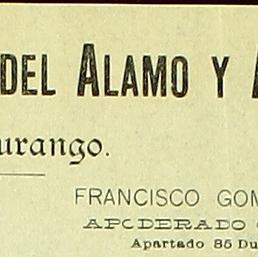 DEL ALAMO Y A
urango.
FRANCISCO GOM
APODERADO
Apartado 85 Du